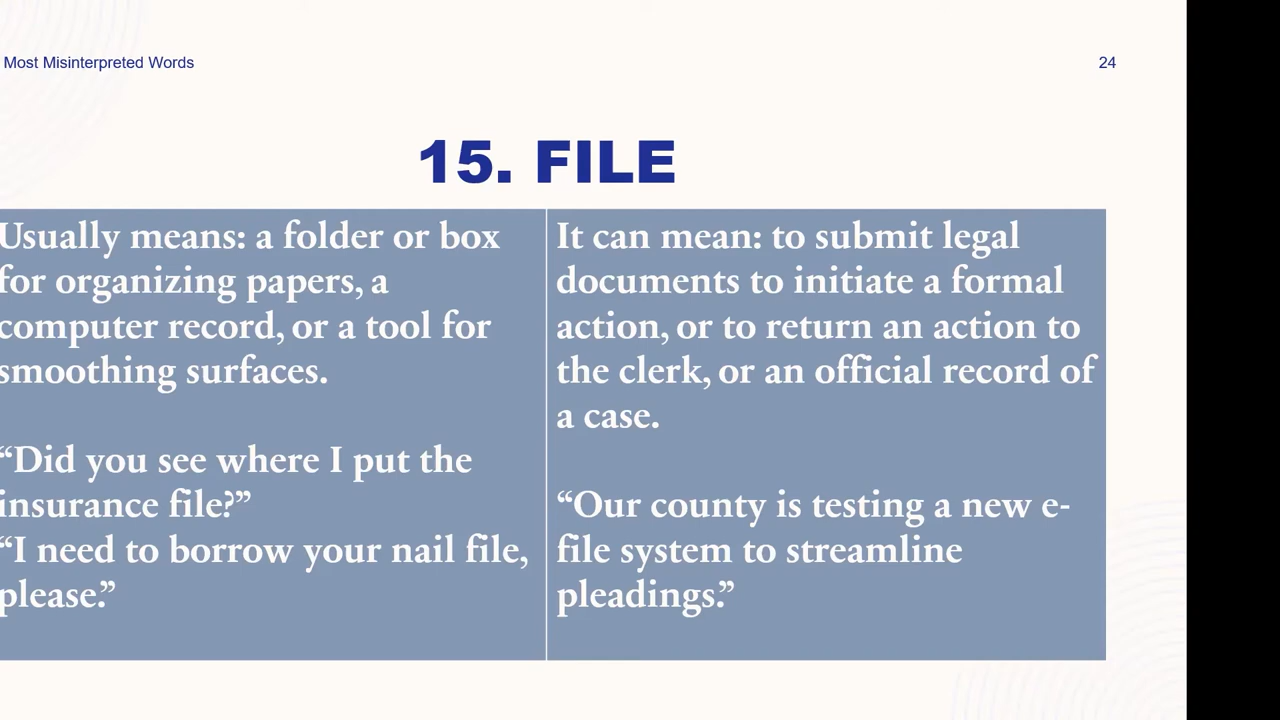 Most Misinterpreted Words
24
15. FILE
Usually means: a folder or box
for organizing papers, a
computer record, or a tool for
smoothing surfaces.
“Did you see where I put the
insurance file?”
“I need to borrow your nail file,
please.”
It can mean: to submit legal
documents to initiate a formal
action, or to return an action to
the clerk, or an official record of
a case.
“Our county is testing a new e-
file system to streamline
pleadings.”